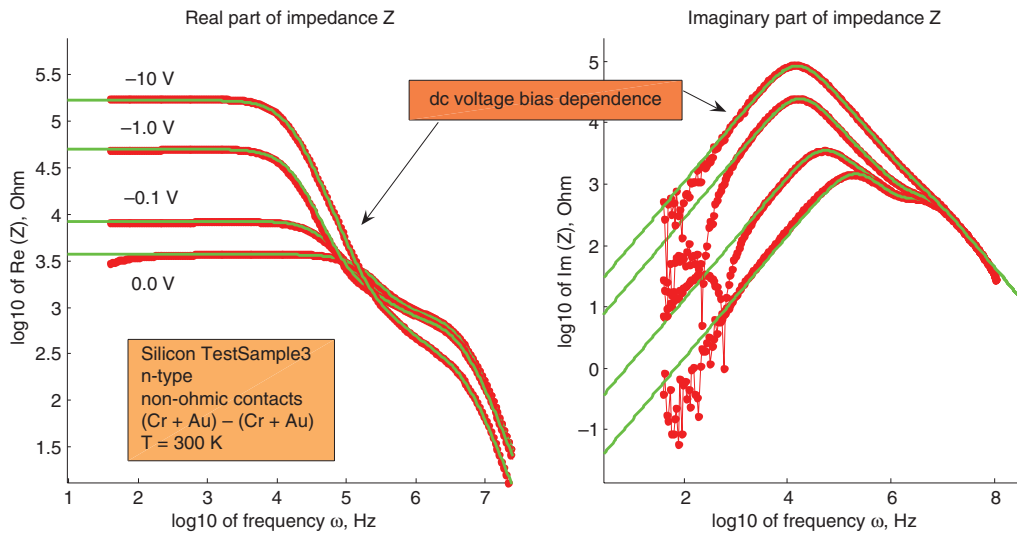 Real part of impedance Z
Imaginary part of impedance Z
log10 of Re (Z), Ohm
5.5
5
4.5
4
3.5
3
2.5
2
1.5
–10 V
–1.0 V
–0.1 V
0.0 V
dc voltage bias dependence
Silicon TestSample3
n-type
non-ohmic contacts
(Cr + Au) – (Cr + Au)
T = 300 K
1 2 3 4 5 6 7
log10 of frequency ω, Hz
log10 of Im (Z), Ohm
5
4
3
2
1
0
–1
2 4 6 8
log10 of frequency ω, Hz